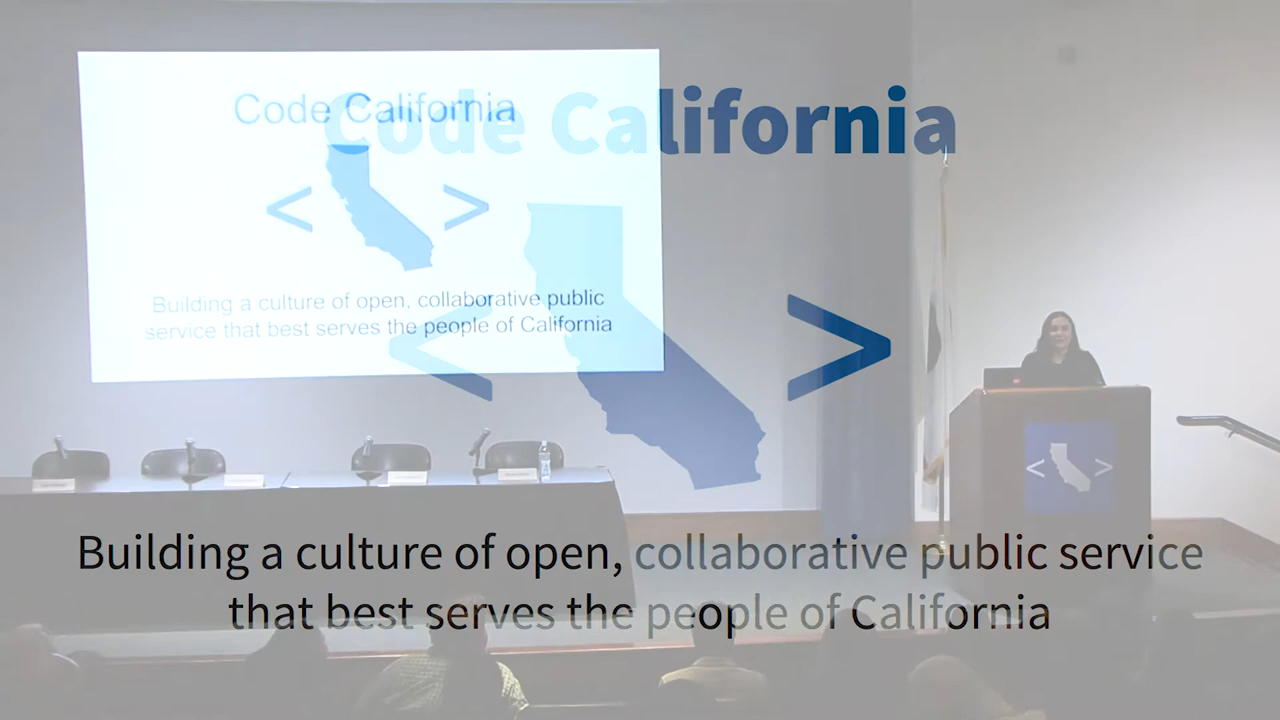 Code California
< >
Building a culture of open, collaborative public
service that best serves the people of California
Code California
< >
Building a culture of open, collaborative public service
that best serves the people of California
< >